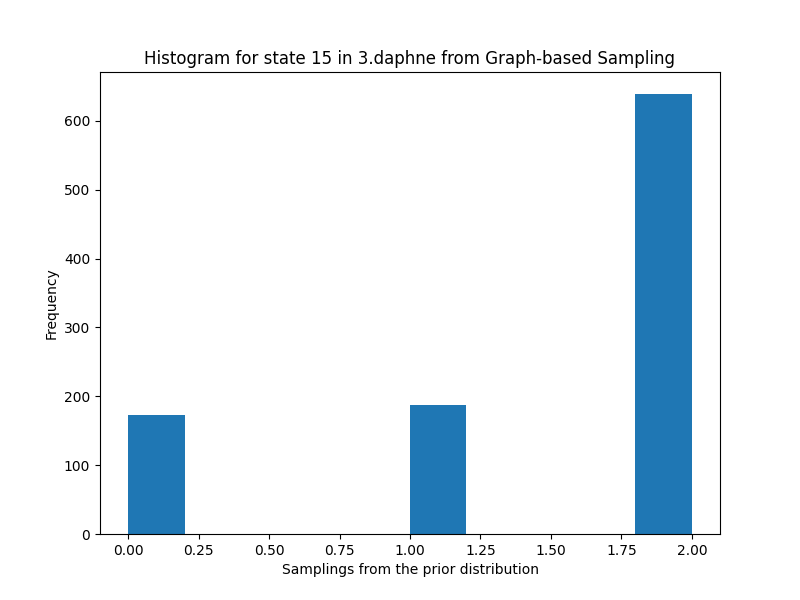 Histogram for state 15 in 3.daphne from Graph-based Sampling
Frequency
600
500
400
300
200
100
0
0.00 0.25 0.50 0.75 1.00 1.25 1.50 1.75 2.00
Samplings from the prior distribution